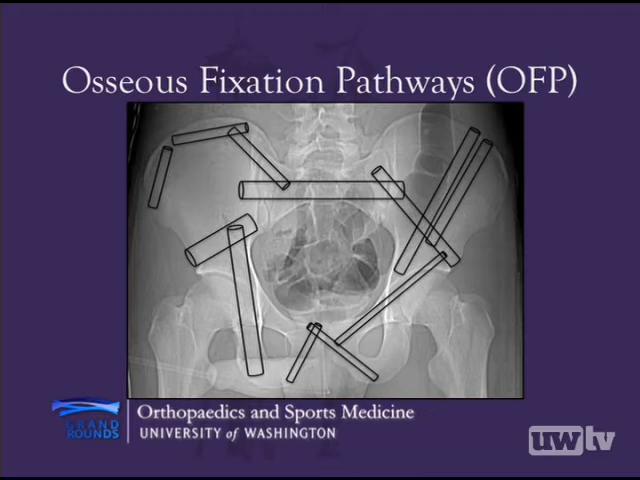 Osseous Fixation Pathways (OFP)
GRAND
ROUNDS
Orthopaedics and Sports Medicine
UNIVERSITY of WASHINGTON
uwtv